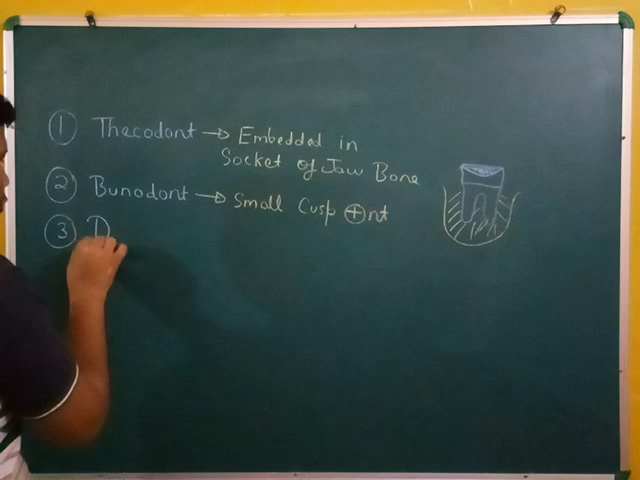 ① Thecodont → Embedded in
Socket of Jaw Bone
② Bunodont → Small Cusp ⊕nt
③ D